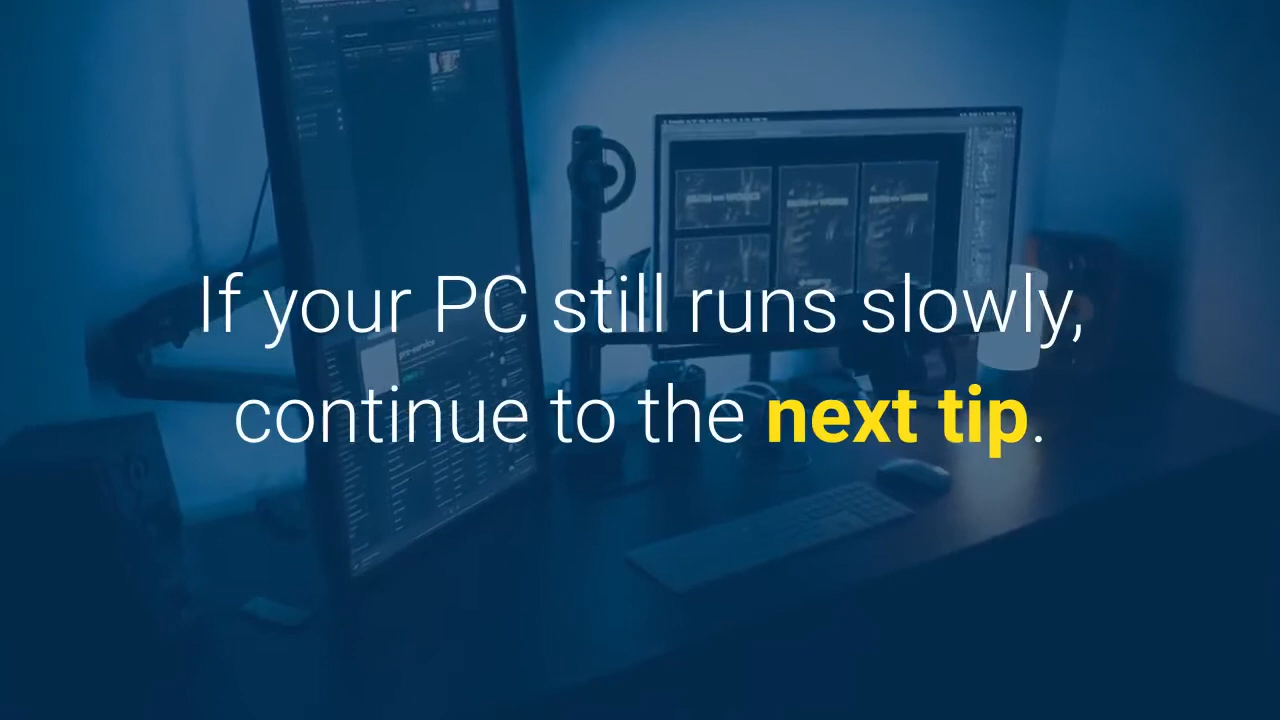 If your PC still runs slowly,
continue to the next tip.